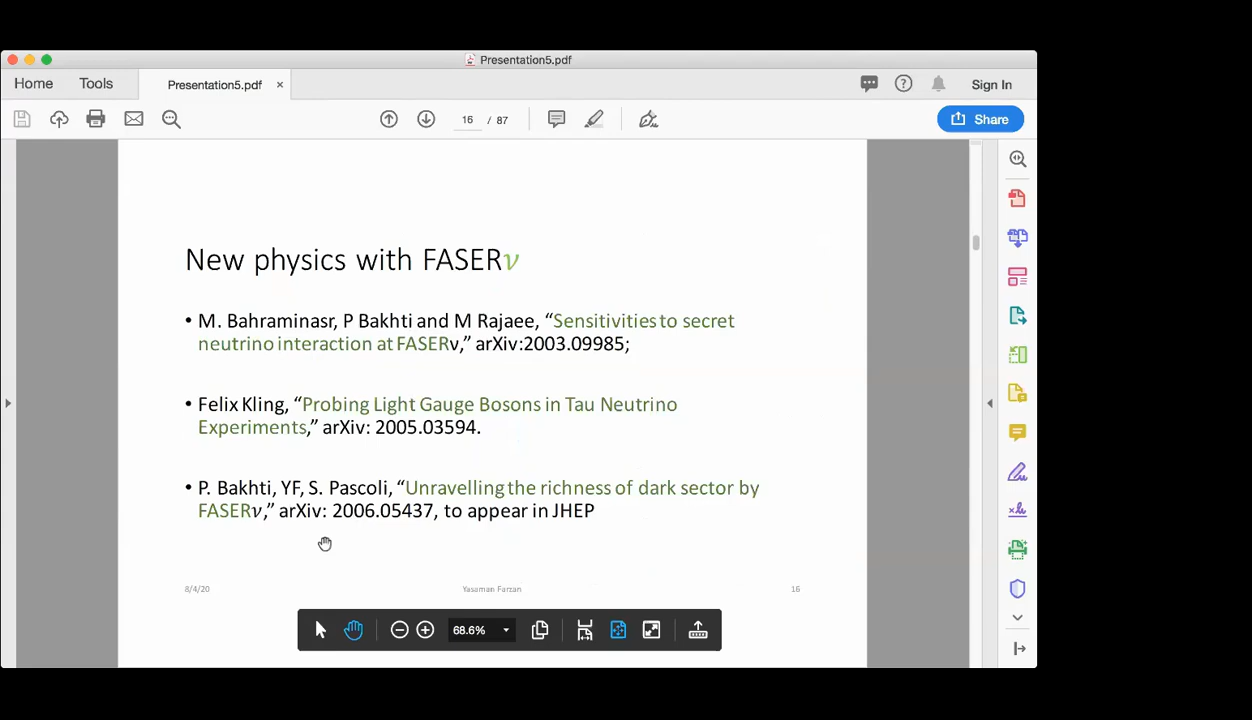 Presentation5.pdf
Home
Tools
Presentation5.pdf
×
Sign In
16 / 87
Share
New physics with FASERν
• M. Bahraminasr, P Bakhti and M Rajaee, “Sensitivities to secret
neutrino interaction at FASERν,” arXiv:2003.09985;
• Felix Kling, “Probing Light Gauge Bosons in Tau Neutrino
Experiments,” arXiv: 2005.03594.
• P. Bakhti, YF, S. Pascoli, “Unravelling the richness of dark sector by
FASERν,” arXiv: 2006.05437, to appear in JHEP
8/4/20
Yasaman Farzan
16
68.6%